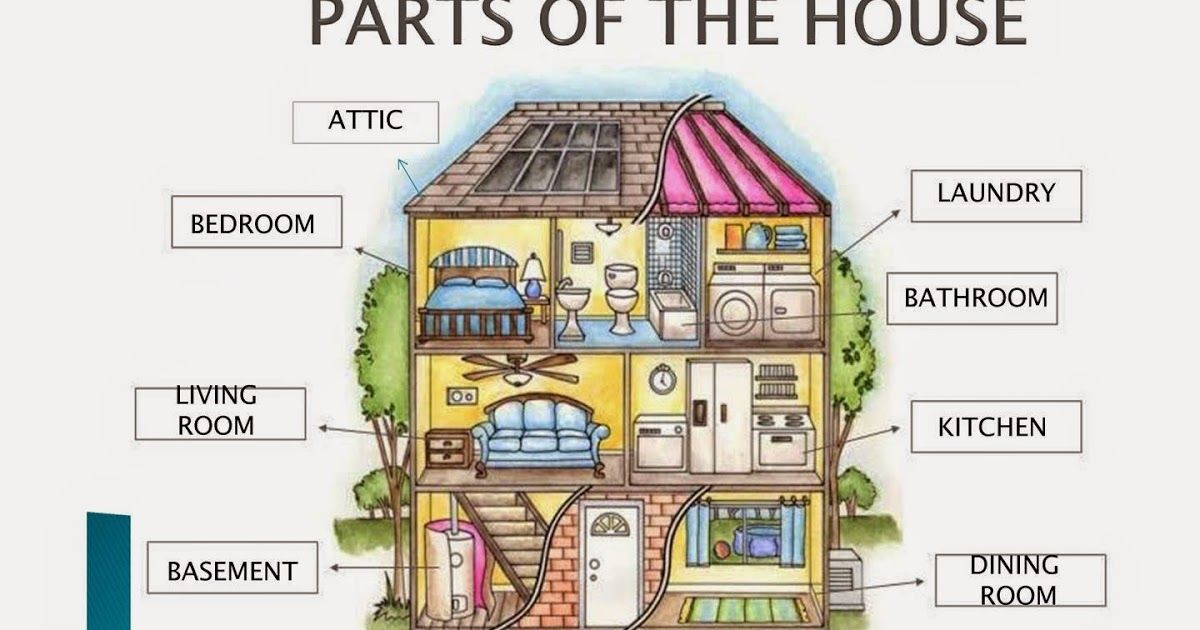 PARTS OF THE HOUSE
ATTIC
LAUNDRY
BEDROOM
BATHROOM
LIVING
ROOM
KITCHEN
BASEMENT
DINING
ROOM